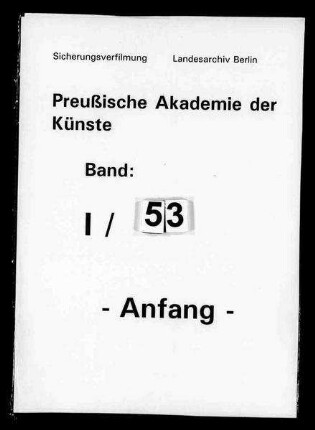 Sicherungsverfilmung Landesarchiv Berlin
Preußische Akademie der
Künste
Band:
I / 53
- Anfang -